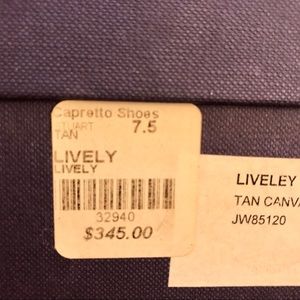 Capretto Shoes
STUART 7.5
TAN
LIVELY
LIVELY
32940
$345.00
LIVELEY
TAN CANVA
JW85120